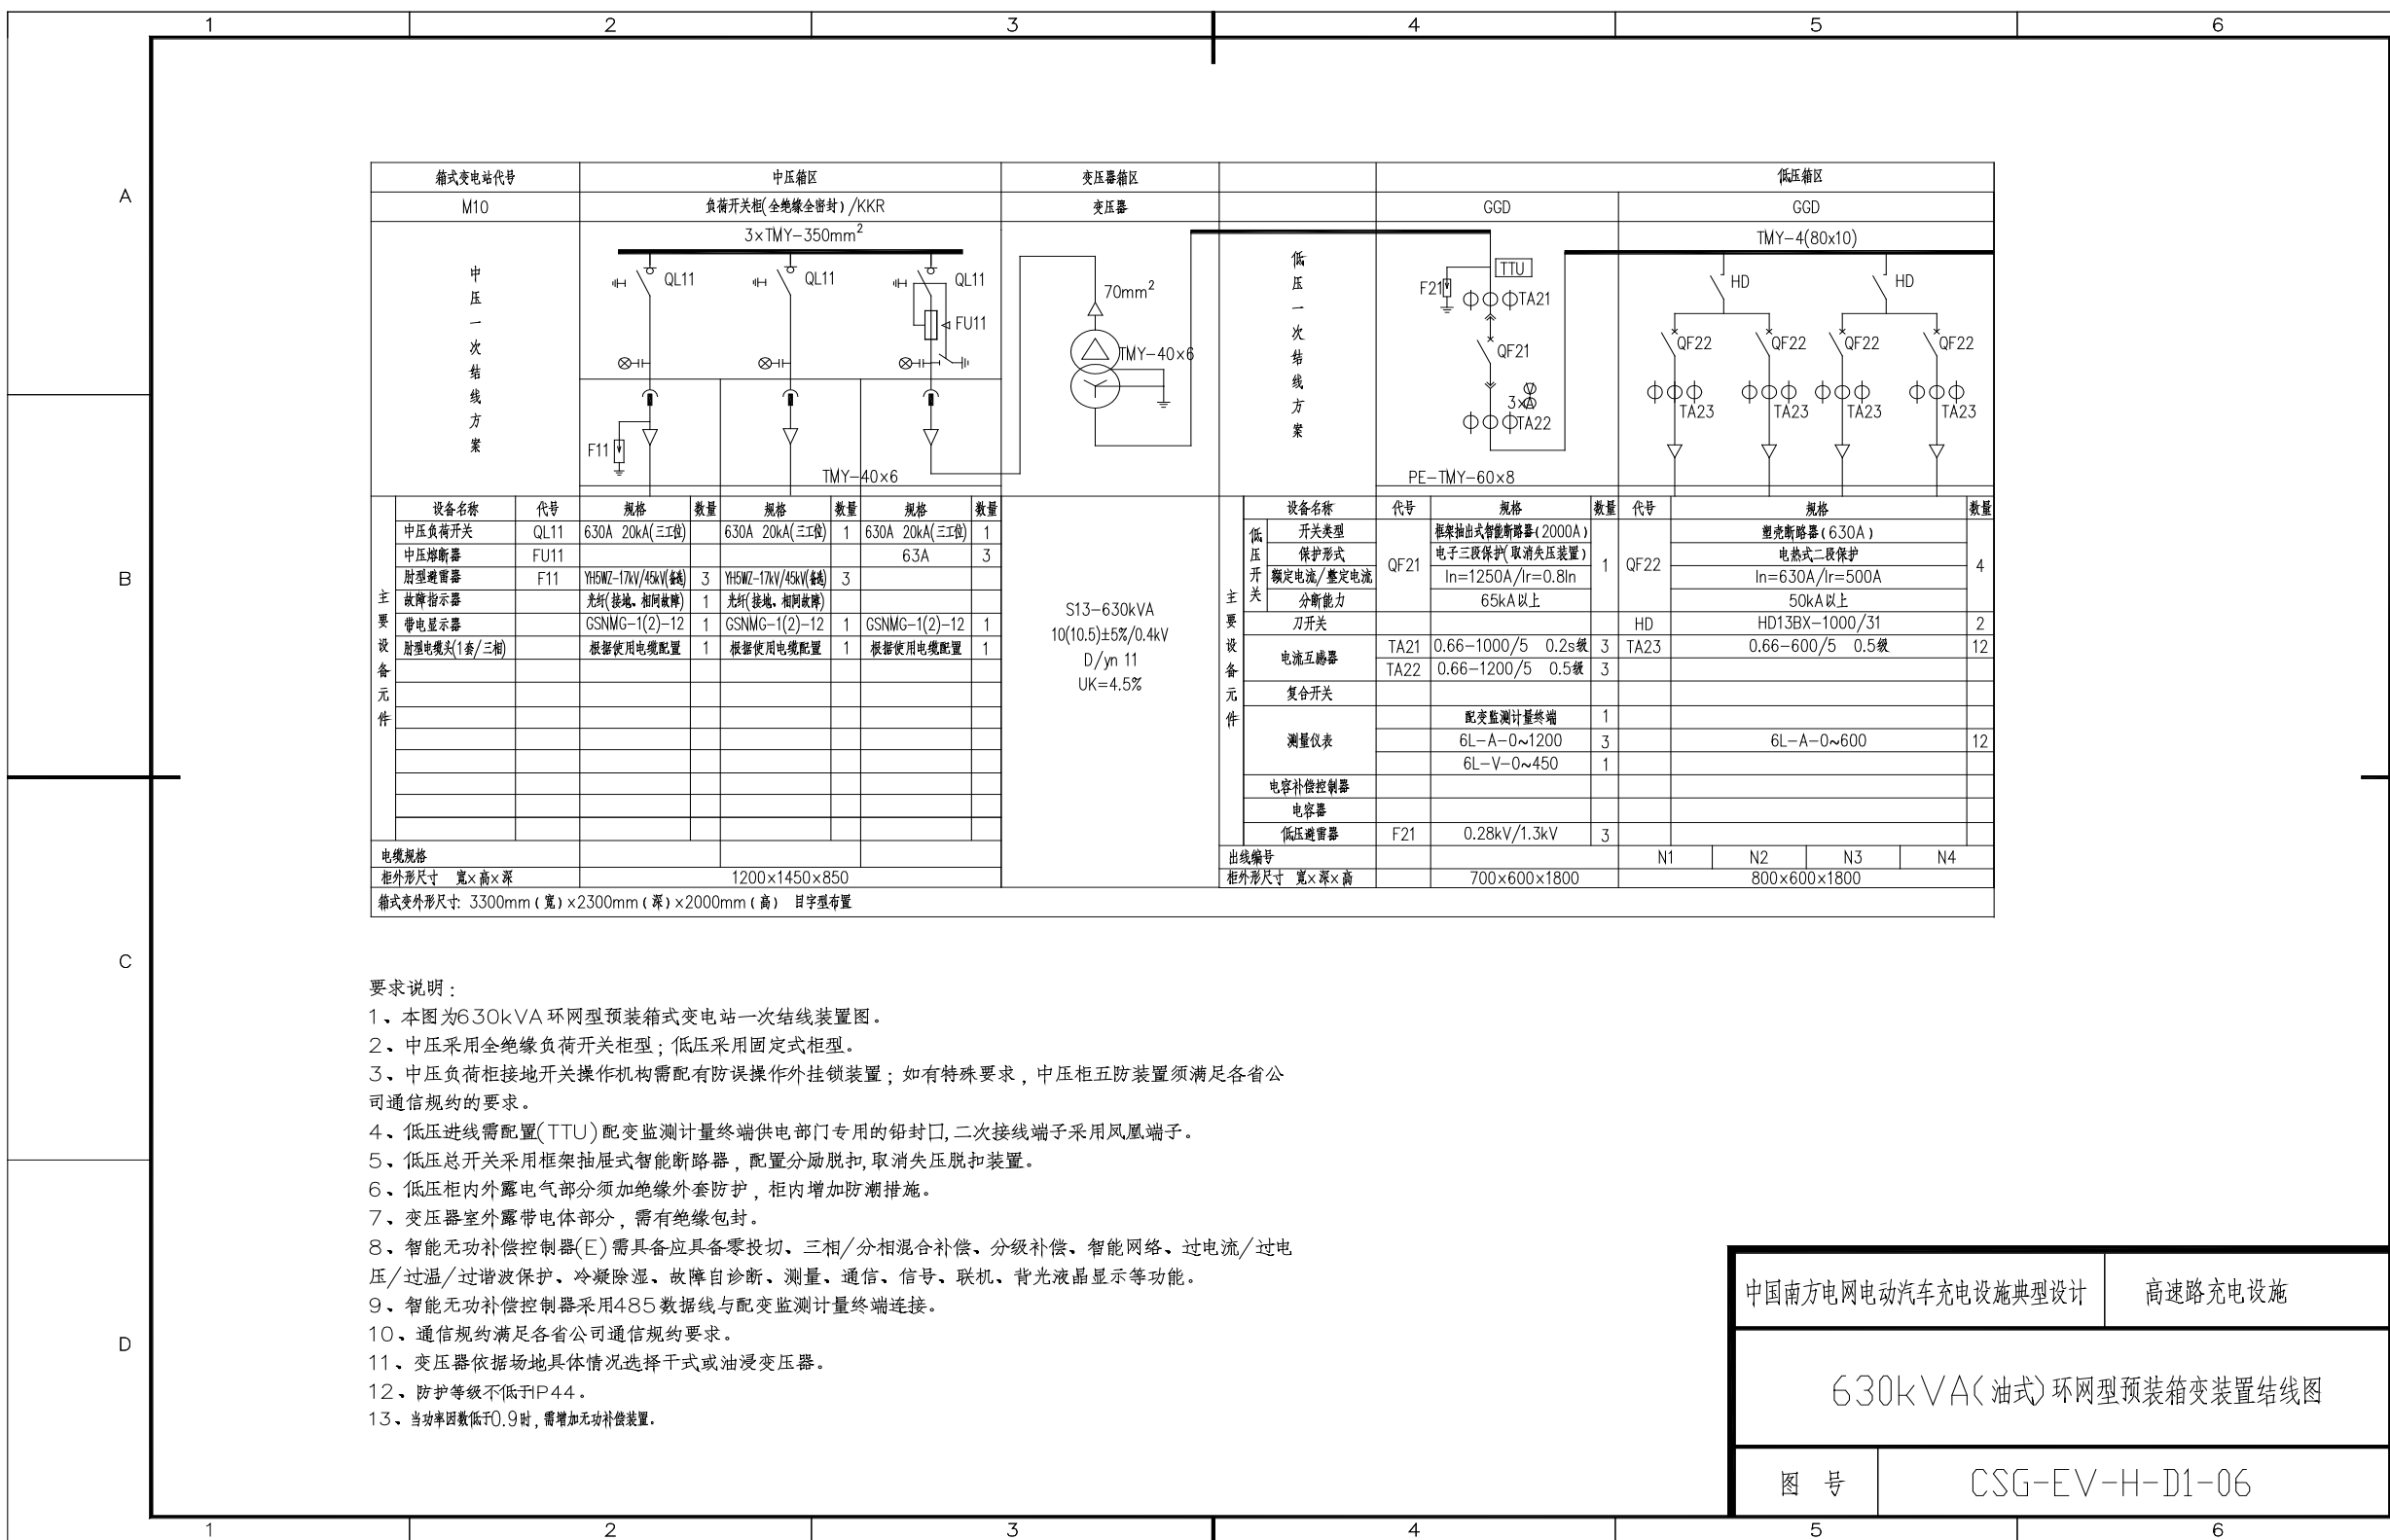 1 2 3 4 5 6
A
B
C
D
箱式变电站代号 中压箱区 变压器箱区 低压箱区
M10 负荷开关柜(全绝缘全密封)/KKR 变压器 GGD GGD
中压一次结线方案
3×TMY-350mm²
QL11 QL11 QL11
FU11
F11
TMY-40×6
70mm²
TMY-40×6
低压一次结线方案
TTU
F21
TA21
QF21
V
3×A
TA22
PE-TMY-60×8
TMY-4(80x10)
HD HD
QF22 QF22 QF22 QF22
TA23 TA23 TA23 TA23
主要设备元件
设备名称 代号 规格 数量 规格 数量 规格 数量
中压负荷开关 QL11 630A 20kA(三工位) 630A 20kA(三工位) 1 630A 20kA(三工位) 1
中压熔断器 FU11 63A 3
肘型避雷器 F11 YH5WZ-17kV/45kV(备选) 3 YH5WZ-17kV/45kV(备选) 3
故障指示器 光纤(接地、相间故障) 1 光纤(接地、相间故障)
带电显示器 GSNMG-1(2)-12 1 GSNMG-1(2)-12 1 GSNMG-1(2)-12 1
肘型电缆头(1套/三相) 根据使用电缆配置 1 根据使用电缆配置 1 根据使用电缆配置 1
电缆规格
柜外形尺寸 宽×高×深 1200×1450×850
箱式变外形尺寸: 3300mm(宽)×2300mm(深)×2000mm(高) 目字型布置
S13-630kVA
10(10.5)±5%/0.4kV
D/yn 11
UK=4.5%
主要设备元件
设备名称 代号 规格 数量 代号 规格 数量
低压开关
开关类型 QF21 框架抽出式智能断路器(2000A) 1 QF22 塑壳断路器(630A) 4
保护形式 电子三段保护(取消失压装置) 电热式二段保护
额定电流/整定电流 In=1250A/Ir=0.8In In=630A/Ir=500A
分断能力 65kA以上 50kA以上
刀开关 HD HD13BX-1000/31 2
电流互感器 TA21 0.66-1000/5 0.2s级 3 TA23 0.66-600/5 0.5级 12
TA22 0.66-1200/5 0.5级 3
复合开关
测量仪表 配变监测计量终端 1
6L-A-0~1200 3 6L-A-0~600 12
6L-V-0~450 1
电容补偿控制器
电容器
低压避雷器 F21 0.28kV/1.3kV 3
出线编号 N1 N2 N3 N4
柜外形尺寸 宽×深×高 700×600×1800 800×600×1800
要求说明:
1、本图为630kVA环网型预装箱式变电站一次结线装置图。
2、中压采用全绝缘负荷开关柜型;低压采用固定式柜型。
3、中压负荷柜接地开关操作机构需配有防误操作外挂锁装置;如有特殊要求,中压柜五防装置须满足各省公
司通信规约的要求。
4、低压进线需配置(TTU)配变监测计量终端供电部门专用的铅封口,二次接线端子采用凤凰端子。
5、低压总开关采用框架抽屉式智能断路器,配置分励脱扣,取消失压脱扣装置。
6、低压柜内外露电气部分须加绝缘外套防护,柜内增加防潮措施。
7、变压器室外露带电体部分,需有绝缘包封。
8、智能无功补偿控制器(E)需具备应具备零投切、三相/分相混合补偿、分级补偿、智能网络、过电流/过电
压/过温/过谐波保护、冷凝除湿、故障自诊断、测量、通信、信号、联机、背光液晶显示等功能。
9、智能无功补偿控制器采用485数据线与配变监测计量终端连接。
10、通信规约满足各省公司通信规约要求。
11、变压器依据场地具体情况选择干式或油浸变压器。
12、防护等级不低于IP44。
13、当功率因数低于0.9时,需增加无功补偿装置。
中国南方电网电动汽车充电设施典型设计 高速路充电设施
630kVA(油式)环网型预装箱变装置结线图
图号 CSG-EV-H-D1-06
1 2 3 4 5 6